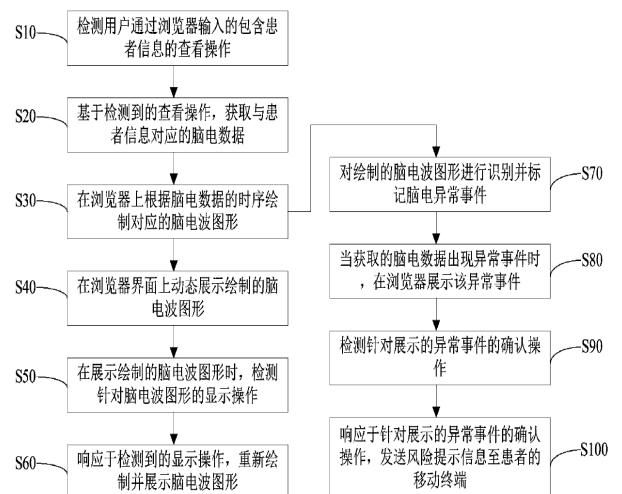 S10
检测用户通过浏览器输入的包含患
者信息的查看操作
S20
基于检测到的查看操作，获取与患
者信息对应的脑电数据
S30
在浏览器上根据脑电数据的时序绘
制对应的脑电波图形
S40
在浏览器界面上动态展示绘制的脑
电波图形
S50
在展示绘制的脑电波图形时，检测
针对脑电波图形的显示操作
S60
响应于检测到的显示操作，重新绘
制并展示脑电波图形
对绘制的脑电波图形进行识别并标
记脑电异常事件
S70
当获取的脑电数据出现异常事件时
，在浏览器展示该异常事件
S80
检测针对展示的异常事件的确认操
作
S90
响应于针对展示的异常事件的确认
操作，发送风险提示信息至患者的
移动终端
S100